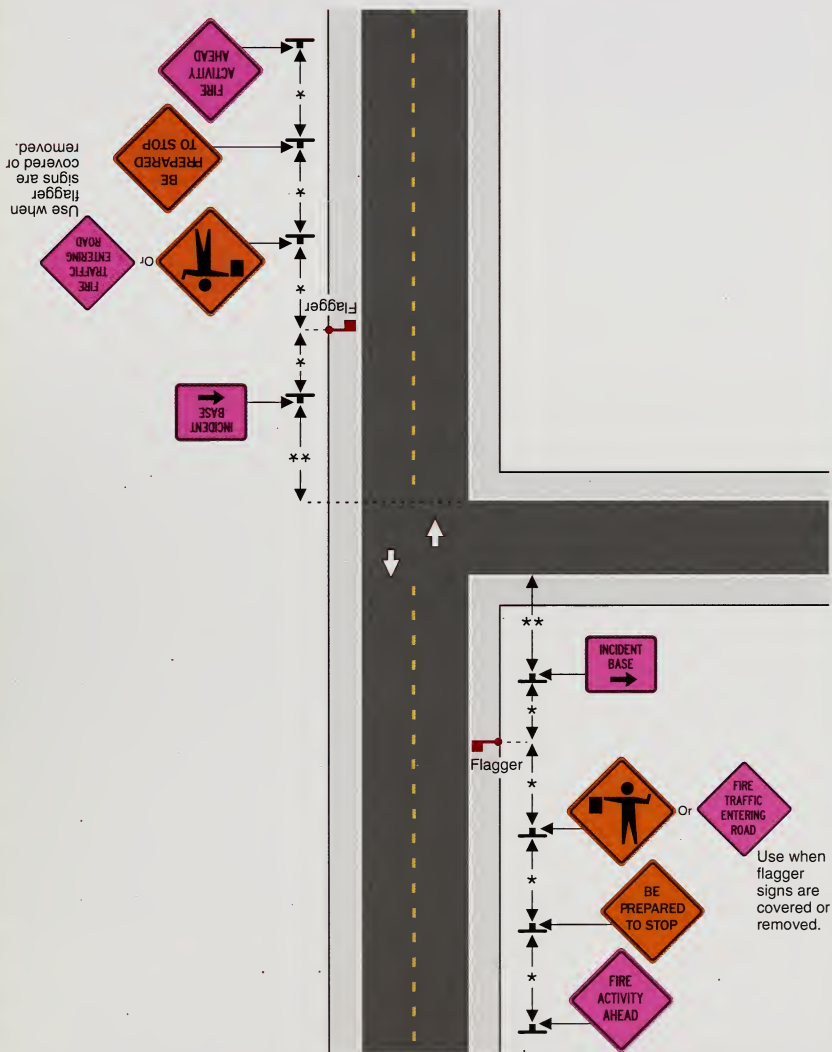 FIRE
ACTIVITY
AHEAD
*
BE
PREPARED
TO STOP
*
Use when
flagger
signs are
covered or
removed.
FIRE
TRAFFIC
ENTERING
ROAD
Or
*
Flagger
*
INCIDENT
BASE
**
**
INCIDENT
BASE
*
Flagger
*
Or
FIRE
TRAFFIC
ENTERING
ROAD
Use when
flagger
signs are
covered or
removed.
*
BE
PREPARED
TO STOP
*
FIRE
ACTIVITY
AHEAD